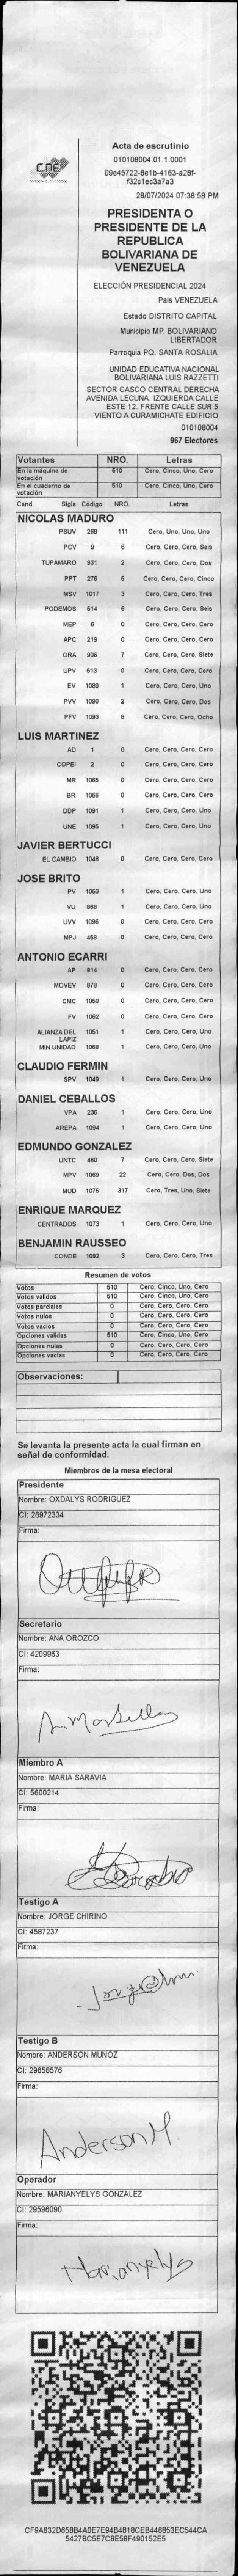 Acta de escrutinio
010108004.01.1.0001
09e45722-8e1b-4163-a28f-
f32c1ec3a7a3
28/07/2024 07:38:59 PM
PRESIDENTA O
PRESIDENTE DE LA
REPUBLICA
BOLIVARIANA DE
VENEZUELA
ELECCIÓN PRESIDENCIAL 2024
País VENEZUELA
Estado DISTRITO CAPITAL
Municipio MP. BOLIVARIANO
LIBERTADOR
Parroquia PQ. SANTA ROSALIA
UNIDAD EDUCATIVA NACIONAL
BOLIVARIANA LUIS RAZZETTI
SECTOR CASCO CENTRAL DERECHA
AVENIDA LECUNA. IZQUIERDA CALLE
ESTE 12. FRENTE CALLE SUR 5
VIENTO A CURAMICHATE EDIFICIO
010108004
967 Electores
CNE
Votantes NRO. Letras
En la máquina de votación 510 Cero, Cinco, Uno, Cero
En el cuaderno de votación 510 Cero, Cinco, Uno, Cero
Cand. Sigla Código NRO. Letras
NICOLAS MADURO
PSUV 289 111 Cero, Uno, Uno, Uno
PCV 9 6 Cero, Cero, Cero, Seis
TUPAMARO 931 2 Cero, Cero, Cero, Dos
PPT 276 5 Cero, Cero, Cero, Cinco
MSV 1017 3 Cero, Cero, Cero, Tres
PODEMOS 514 6 Cero, Cero, Cero, Seis
MEP 6 0 Cero, Cero, Cero, Cero
APC 219 0 Cero, Cero, Cero, Cero
ORA 906 7 Cero, Cero, Cero, Siete
UPV 513 0 Cero, Cero, Cero, Cero
EV 1089 1 Cero, Cero, Cero, Uno
PVV 1090 2 Cero, Cero, Cero, Dos
PFV 1093 8 Cero, Cero, Cero, Ocho
LUIS MARTINEZ
AD 1 0 Cero, Cero, Cero, Cero
COPEI 2 0 Cero, Cero, Cero, Cero
MR 1065 0 Cero, Cero, Cero, Cero
BR 1066 0 Cero, Cero, Cero, Cero
DDP 1091 1 Cero, Cero, Cero, Uno
UNE 1095 1 Cero, Cero, Cero, Uno
JAVIER BERTUCCI
EL CAMBIO 1048 0 Cero, Cero, Cero, Cero
JOSE BRITO
PV 1053 1 Cero, Cero, Cero, Uno
VU 868 1 Cero, Cero, Cero, Uno
UVV 1096 0 Cero, Cero, Cero, Cero
MPJ 458 0 Cero, Cero, Cero, Cero
ANTONIO ECARRI
AP 814 0 Cero, Cero, Cero, Cero
MOVEV 878 0 Cero, Cero, Cero, Cero
CMC 1050 0 Cero, Cero, Cero, Cero
FV 1062 0 Cero, Cero, Cero, Cero
ALIANZA DEL LAPIZ 1051 1 Cero, Cero, Cero, Uno
MIN UNIDAD 1069 1 Cero, Cero, Cero, Uno
CLAUDIO FERMIN
SPV 1049 1 Cero, Cero, Cero, Uno
DANIEL CEBALLOS
VPA 236 1 Cero, Cero, Cero, Uno
AREPA 1094 1 Cero, Cero, Cero, Uno
EDMUNDO GONZALEZ
UNTC 460 7 Cero, Cero, Cero, Siete
MPV 1069 22 Cero, Cero, Dos, Dos
MUD 1075 317 Cero, Tres, Uno, Siete
ENRIQUE MARQUEZ
CENTRADOS 1073 1 Cero, Cero, Cero, Uno
BENJAMIN RAUSSEO
CONDE 1092 3 Cero, Cero, Cero, Tres
Resumen de votos
Votos 510 Cero, Cinco, Uno, Cero
Votos validos 510 Cero, Cinco, Uno, Cero
Votos parciales 0 Cero, Cero, Cero, Cero
Votos nulos 0 Cero, Cero, Cero, Cero
Votos vacios 0 Cero, Cero, Cero, Cero
Opciones validas 510 Cero, Cinco, Uno, Cero
Opciones nulas 0 Cero, Cero, Cero, Cero
Opciones vacias 0 Cero, Cero, Cero, Cero
Observaciones:
Se levanta la presente acta la cual firman en
señal de conformidad.
Miembros de la mesa electoral
Presidente
Nombre: OXDALYS RODRIGUEZ
CI: 26972334
Firma:
Secretario
Nombre: ANA OROZCO
CI: 4209963
Firma:
Miembro A
Nombre: MARIA SARAVIA
CI: 5600214
Firma:
Testigo A
Nombre: JORGE CHIRINO
CI: 4587237
Firma:
Testigo B
Nombre: ANDERSON MUÑOZ
CI: 29658576
Firma:
Anderson M.
Operador
Nombre: MARIANYELYS GONZALEZ
CI: 29596090
Firma:
Marianyelys
CF9A832D658B4A0E7E94B4818CEB446853EC544CA
5427BC5E7C8E58F490152E5